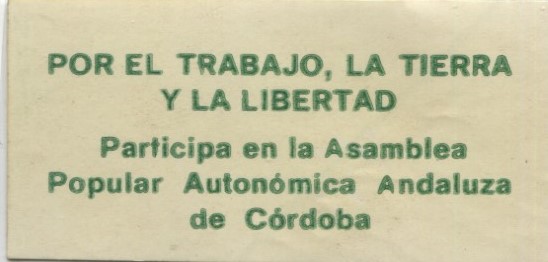 POR EL TRABAJO, LA TIERRA
Y LA LIBERTAD
Participa en la Asamblea
Popular Autonómica Andaluza
de Córdoba